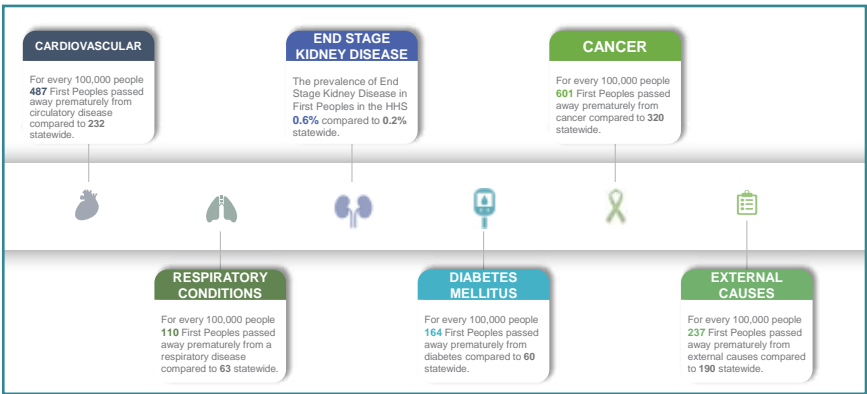 CARDIOVASCULAR
For every 100,000 people
487 First Peoples passed
away prematurely from
circulatory disease
compared to 232
statewide.
END STAGE
KIDNEY DISEASE
The prevalence of End
Stage Kidney Disease in
First Peoples in the HHS
0.6% compared to 0.2%
statewide.
CANCER
For every 100,000 people
601 First Peoples passed
away prematurely from
cancer compared to 320
statewide.
RESPIRATORY
CONDITIONS
For every 100,000 people
110 First Peoples passed
away prematurely from a
respiratory disease
compared to 63 statewide.
DIABETES
MELLITUS
For every 100,000 people
164 First Peoples passed
away prematurely from
diabetes compared to 60
statewide.
EXTERNAL
CAUSES
For every 100,000 people
237 First Peoples passed
away prematurely from
external causes compared
to 190 statewide.